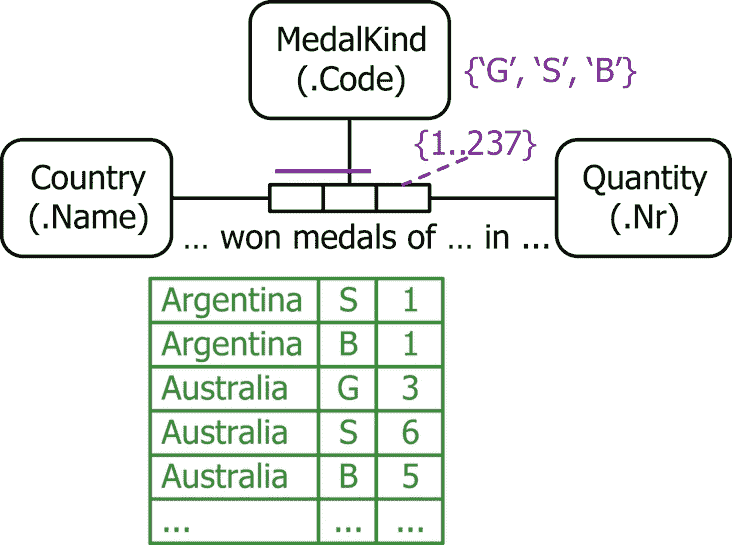 MedalKind
(.Code)
{‘G’, ‘S’, ‘B’}
{1..237}
Country
(.Name)
Quantity
(.Nr)
... won medals of ... in ...
Argentina S 1
Argentina B 1
Australia G 3
Australia S 6
Australia B 5
... ... ...